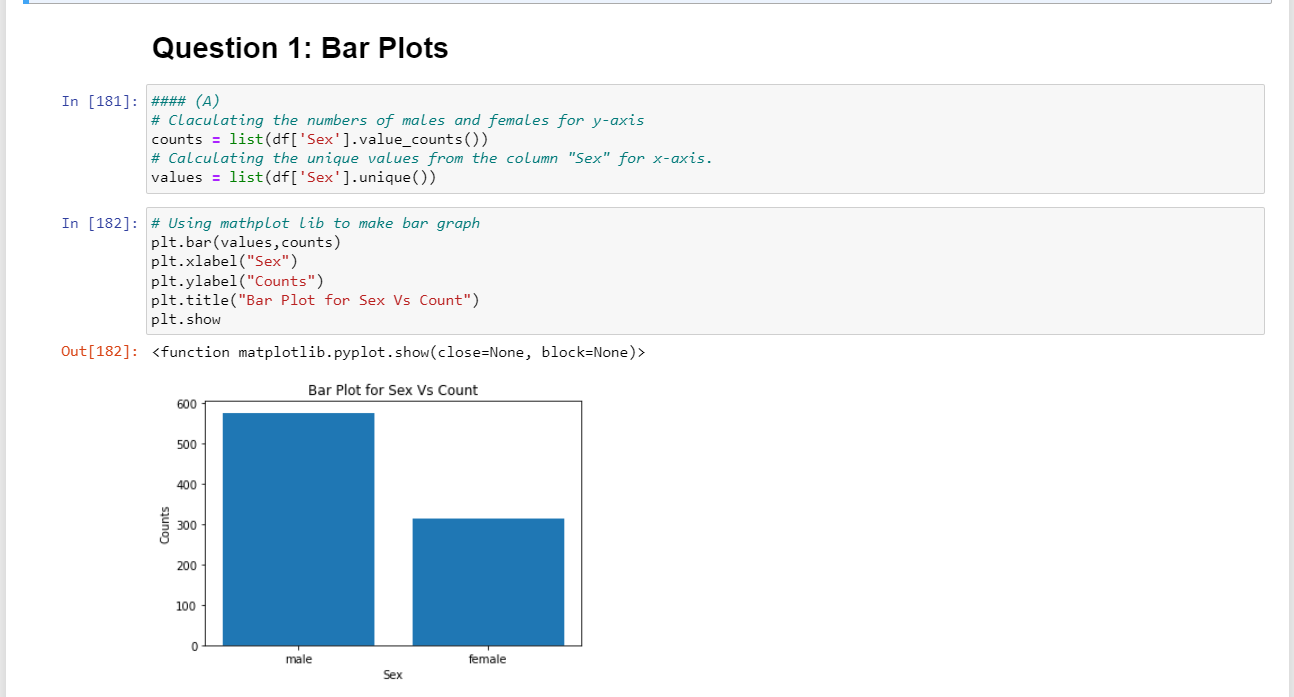 Question 1: Bar Plots
In [181]: #### (A)
# Claculating the numbers of males and females for y-axis
counts = list(df['Sex'].value_counts())
# Calculating the unique values from the column "Sex" for x-axis.
values = list(df['Sex'].unique())
In [182]: # Using mathplot lib to make bar graph
plt.bar(values,counts)
plt.xlabel("Sex")
plt.ylabel("Counts")
plt.title("Bar Plot for Sex Vs Count")
plt.show
Out[182]: <function matplotlib.pyplot.show(close=None, block=None)>
Bar Plot for Sex Vs Count
600
500
400
300
200
100
0
Counts
male female
Sex